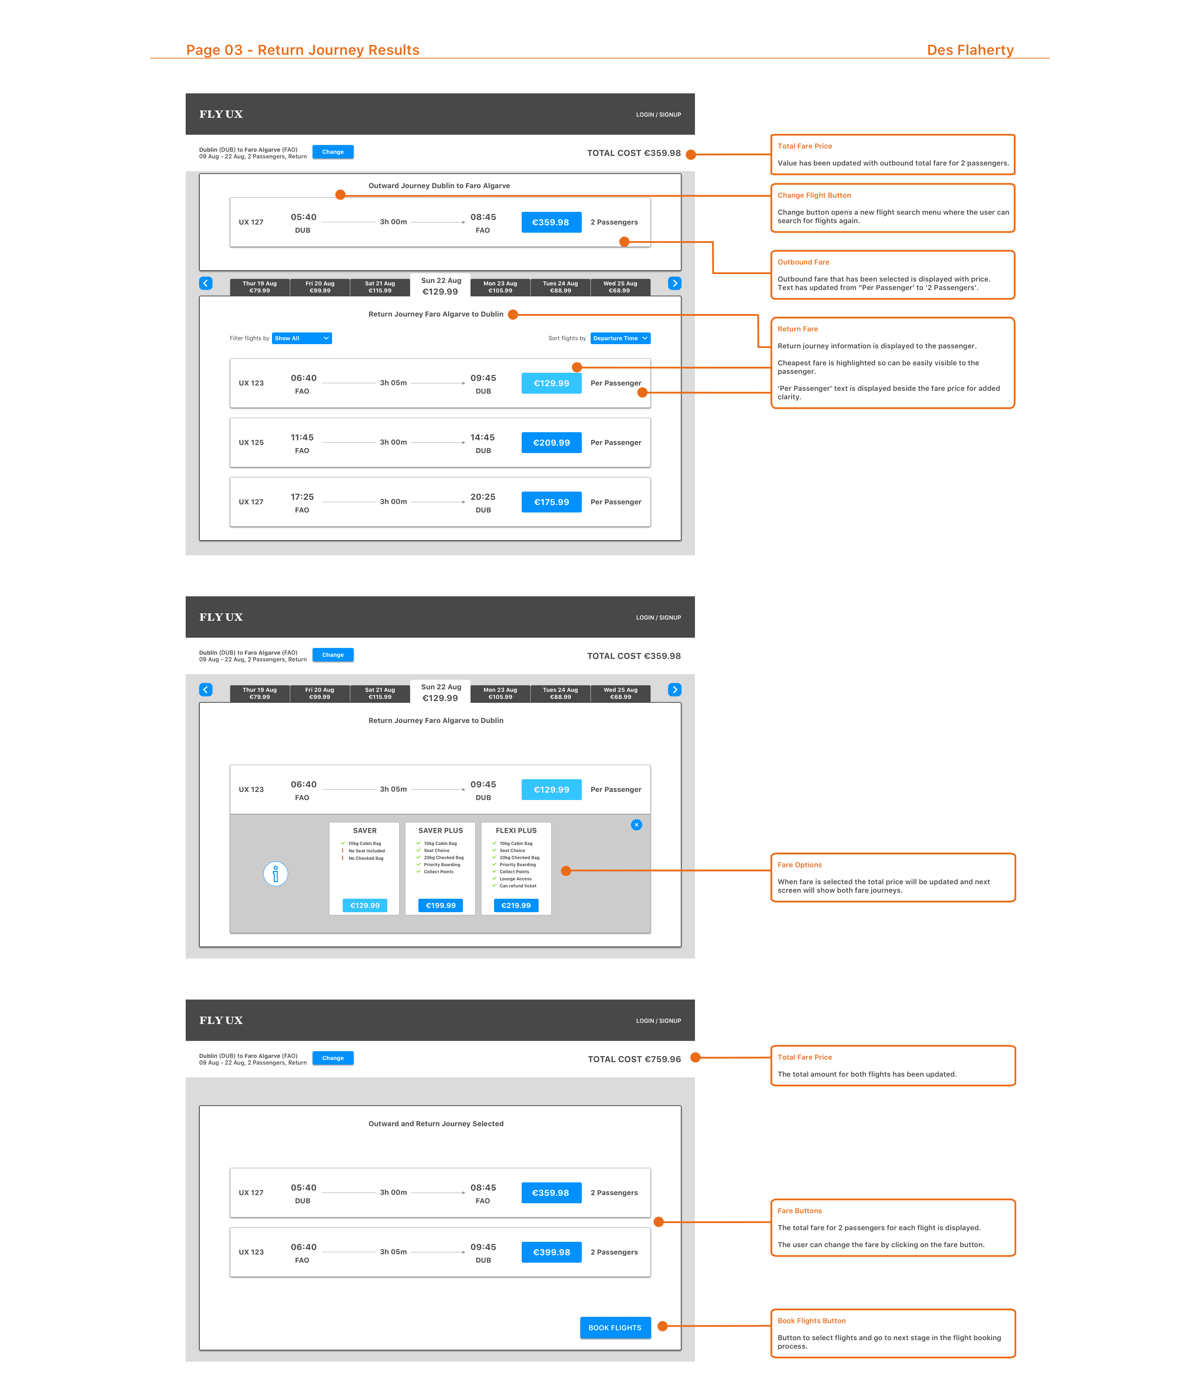 Page 03 - Return Journey Results
Des Flaherty
FLY UX
LOGIN / SIGNUP
Dublin (DUB) to Faro Algarve (FAO)
09 Aug - 22 Aug, 2 Passengers, Return
Change
TOTAL COST €359.98
Outward Journey Dublin to Faro Algarve
UX 127
05:40
DUB
3h 00m
08:45
FAO
€359.98
2 Passengers
Thur 19 Aug
€79.99
Fri 20 Aug
€99.99
Sat 21 Aug
€115.99
Sun 22 Aug
€129.99
Mon 23 Aug
€105.99
Tues 24 Aug
€88.99
Wed 25 Aug
€68.99
Return Journey Faro Algarve to Dublin
Filter flights by
Show All
Sort flights by
Departure Time
UX 123
06:40
FAO
3h 05m
09:45
DUB
€129.99
Per Passenger
UX 125
11:45
FAO
3h 00m
14:45
DUB
€209.99
Per Passenger
UX 127
17:25
FAO
3h 00m
20:25
DUB
€175.99
Per Passenger
Total Fare Price
Value has been updated with outbound total fare for 2 passengers.
Change Flight Button
Change button opens a new flight search menu where the user can
search for flights again.
Outbound Fare
Outbound fare that has been selected is displayed with price.
Text has updated from "Per Passenger' to '2 Passengers'.
Return Fare
Return journey information is displayed to the passenger.
Cheapest fare is highlighted so can be easily visible to the
passenger.
'Per Passenger' text is displayed beside the fare price for added
clarity.
FLY UX
LOGIN / SIGNUP
Dublin (DUB) to Faro Algarve (FAO)
09 Aug - 22 Aug, 2 Passengers, Return
Change
TOTAL COST €359.98
Thur 19 Aug
€79.99
Fri 20 Aug
€99.99
Sat 21 Aug
€115.99
Sun 22 Aug
€129.99
Mon 23 Aug
€105.99
Tues 24 Aug
€88.99
Wed 25 Aug
€68.99
Return Journey Faro Algarve to Dublin
UX 123
06:40
FAO
3h 05m
09:45
DUB
€129.99
Per Passenger
SAVER
10kg Cabin Bag
No Seat Included
No Checked Bag
€129.99
SAVER PLUS
10kg Cabin Bag
Seat Choice
20kg Checked Bag
Priority Boarding
Collect Points
€199.99
FLEXI PLUS
10kg Cabin Bag
Seat Choice
20kg Checked Bag
Priority Boarding
Collect Points
Lounge Access
Can refund ticket
€219.99
Fare Options
When fare is selected the total price will be updated and next
screen will show both fare journeys.
FLY UX
LOGIN / SIGNUP
Dublin (DUB) to Faro Algarve (FAO)
09 Aug - 22 Aug, 2 Passengers, Return
Change
TOTAL COST €759.96
Outward and Return Journey Selected
UX 127
05:40
DUB
3h 00m
08:45
FAO
€359.98
2 Passengers
UX 123
06:40
FAO
3h 05m
09:45
DUB
€399.98
2 Passengers
BOOK FLIGHTS
Total Fare Price
The total amount for both flights has been updated.
Fare Buttons
The total fare for 2 passengers for each flight is displayed.
The user can change the fare by clicking on the fare button.
Book Flights Button
Button to select flights and go to next stage in the flight booking
process.